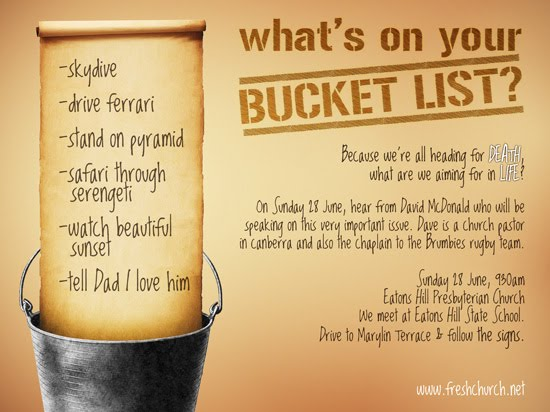 -skydive
-drive ferrari
-stand on pyramid
-safari through
serengeti
-watch beautiful
sunset
-tell Dad I love him
what's on your
BUCKET LIST?
Because we're all heading for DEATH,
what are we aiming for in LIFE?
On Sunday 28 June, hear from David McDonald who will be
speaking on this very important issue. Dave is a church pastor
in canberra and also the chaplain to the Brumbies rugby team.
Sunday 28 June, 930am
Eatons Hill Presbyterian Church
We meet at Eatons Hill State School.
Drive to Marylin Terrace & follow the signs.
www.freshchurch.net